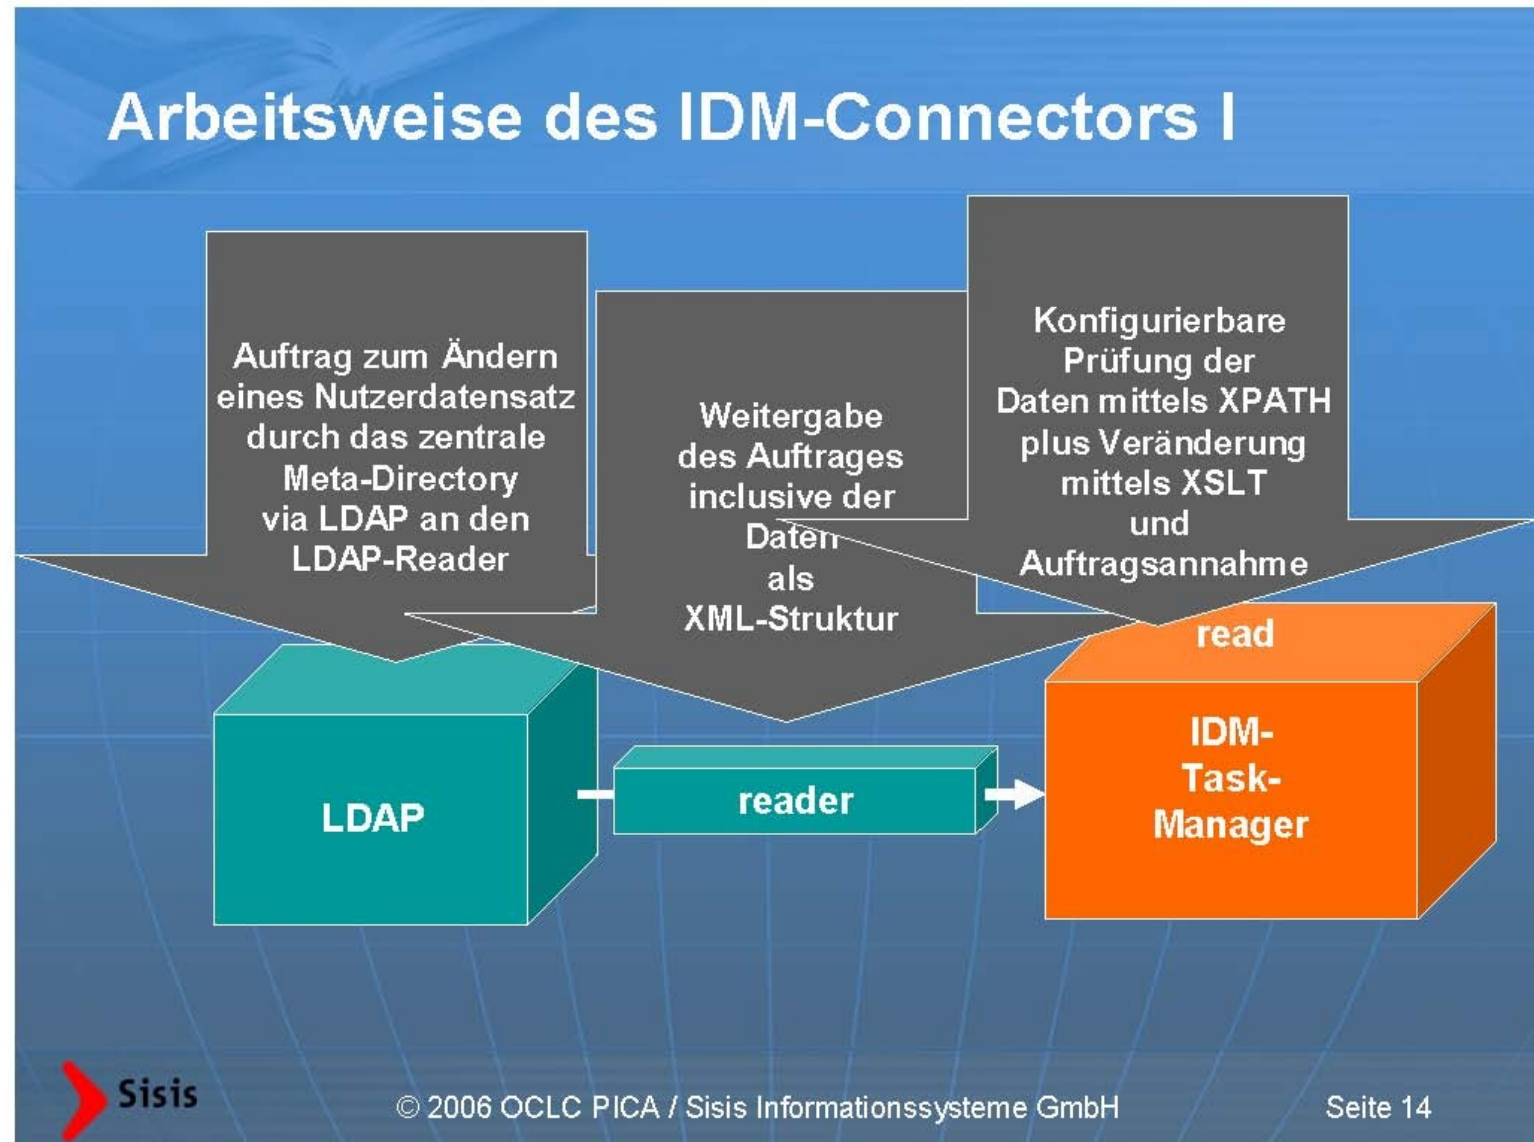 Arbeitsweise des IDM-Connectors I
Auftrag zum Ändern
eines Nutzerdatensatz
durch das zentrale
Meta-Directory
via LDAP an den
LDAP-Reader
Weitergabe
des Auftrages
inclusive der
Daten
als
XML-Struktur
Konfigurierbare
Prüfung der
Daten mittels XPATH
plus Veränderung
mittels XSLT
und
Auftragsannahme
LDAP
reader
read
IDM-
Task-
Manager
Sisis
© 2006 OCLC PICA / Sisis Informationssysteme GmbH
Seite 14